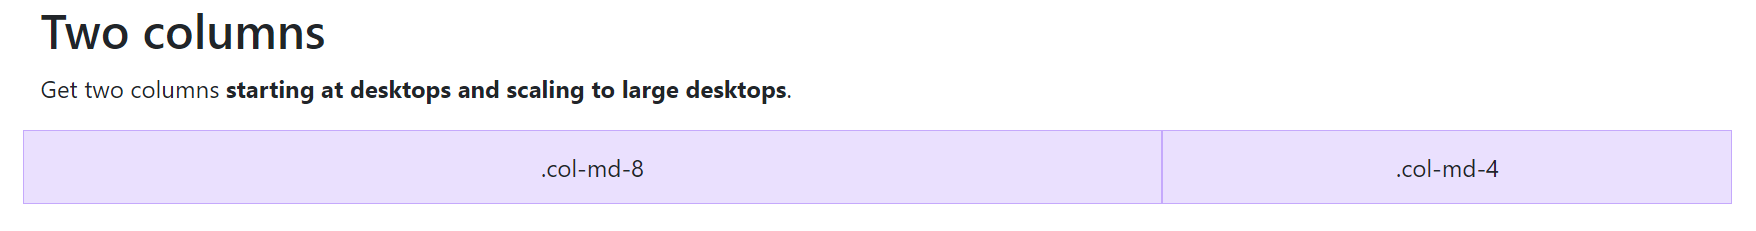 Two columns
Get two columns starting at desktops and scaling to large desktops.
.col-md-8 .col-md-4